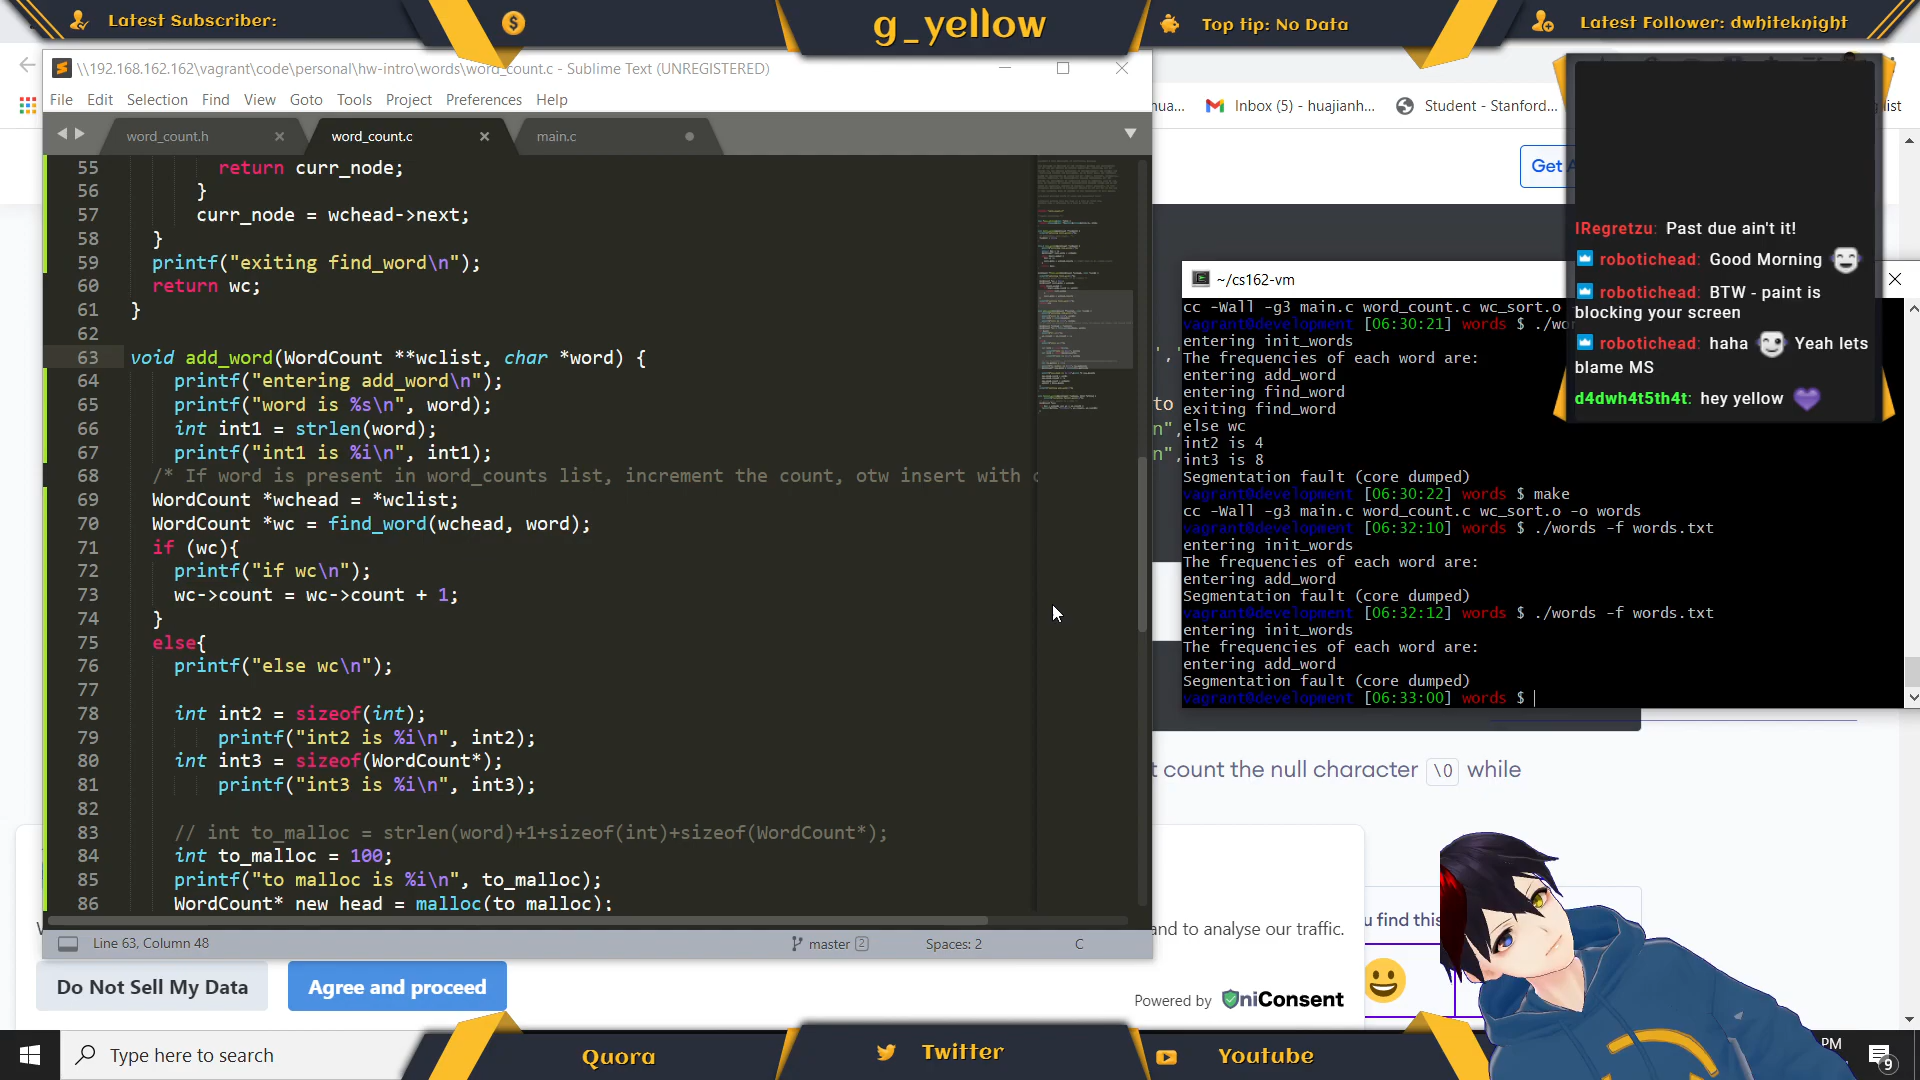 Latest Subscriber:
g_yellow
Top tip: No Data
Latest Follower: dwhiteknight
\\192.168.162.162\vagrant\code\personal\hw-intro\words\word_count.c - Sublime Text (UNREGISTERED)
File Edit Selection Find View Goto Tools Project Preferences Help
word_count.h
word_count.c
main.c
55 return curr_node;
56 }
57 curr_node = wchead->next;
58 }
59 printf("exiting find_word\n");
60 return wc;
61 }
62
63 void add_word(WordCount **wclist, char *word) {
64 printf("entering add_word\n");
65 printf("word is %s\n", word);
66 int int1 = strlen(word);
67 printf("int1 is %i\n", int1);
68 /* If word is present in word_counts list, increment the count, otw insert with
69 WordCount *wchead = *wclist;
70 WordCount *wc = find_word(wchead, word);
71 if (wc){
72 printf("if wc\n");
73 wc->count = wc->count + 1;
74 }
75 else{
76 printf("else wc\n");
77
78 int int2 = sizeof(int);
79 printf("int2 is %i\n", int2);
80 int int3 = sizeof(WordCount*);
81 printf("int3 is %i\n", int3);
82
83 // int to_malloc = strlen(word)+1+sizeof(int)+sizeof(WordCount*);
84 int to_malloc = 100;
85 printf("to malloc is %i\n", to_malloc);
86 WordCount* new_head = malloc(to_malloc);
Line 63, Column 48
master 2
Spaces: 2
C
Inbox (5) - huajianh...
Student - Stanford...
Get
IRegretzu: Past due ain't it!
robotichead: Good Morning
robotichead: BTW - paint is
blocking your screen
robotichead: haha Yeah lets
blame MS
d4dwh4t5th4t: hey yellow
~/cs162-vm
cc -Wall -g3 main.c word_count.c wc_sort.o
vagrant@development [06:30:21] words $ ./wo
entering init_words
The frequencies of each word are:
entering add_word
entering find_word
exiting find_word
else wc
int2 is 4
int3 is 8
Segmentation fault (core dumped)
vagrant@development [06:30:22] words $ make
cc -Wall -g3 main.c word_count.c wc_sort.o -o words
vagrant@development [06:32:10] words $ ./words -f words.txt
entering init_words
The frequencies of each word are:
entering add_word
Segmentation fault (core dumped)
vagrant@development [06:32:12] words $ ./words -f words.txt
entering init_words
The frequencies of each word are:
entering add_word
Segmentation fault (core dumped)
vagrant@development [06:33:00] words $
to
n",
n",
t count the null character \0 while
u find this
and to analyse our traffic.
Powered by UniConsent
Do Not Sell My Data
Agree and proceed
Type here to search
Quora
Twitter
Youtube
PM
9